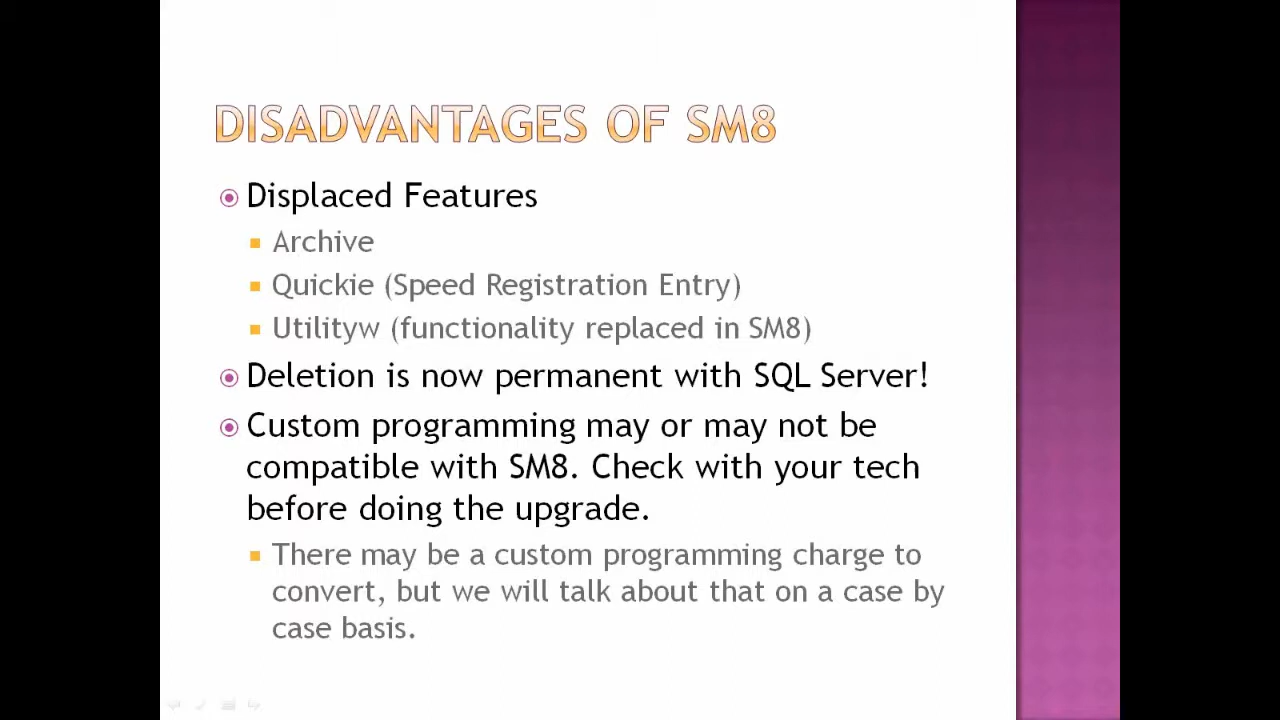 DISADVANTAGES OF SM8
Displaced Features
Archive
Quickie (Speed Registration Entry)
Utilityw (functionality replaced in SM8)
Deletion is now permanent with SQL Server!
Custom programming may or may not be
compatible with SM8. Check with your tech
before doing the upgrade.
There may be a custom programming charge to
convert, but we will talk about that on a case by
case basis.